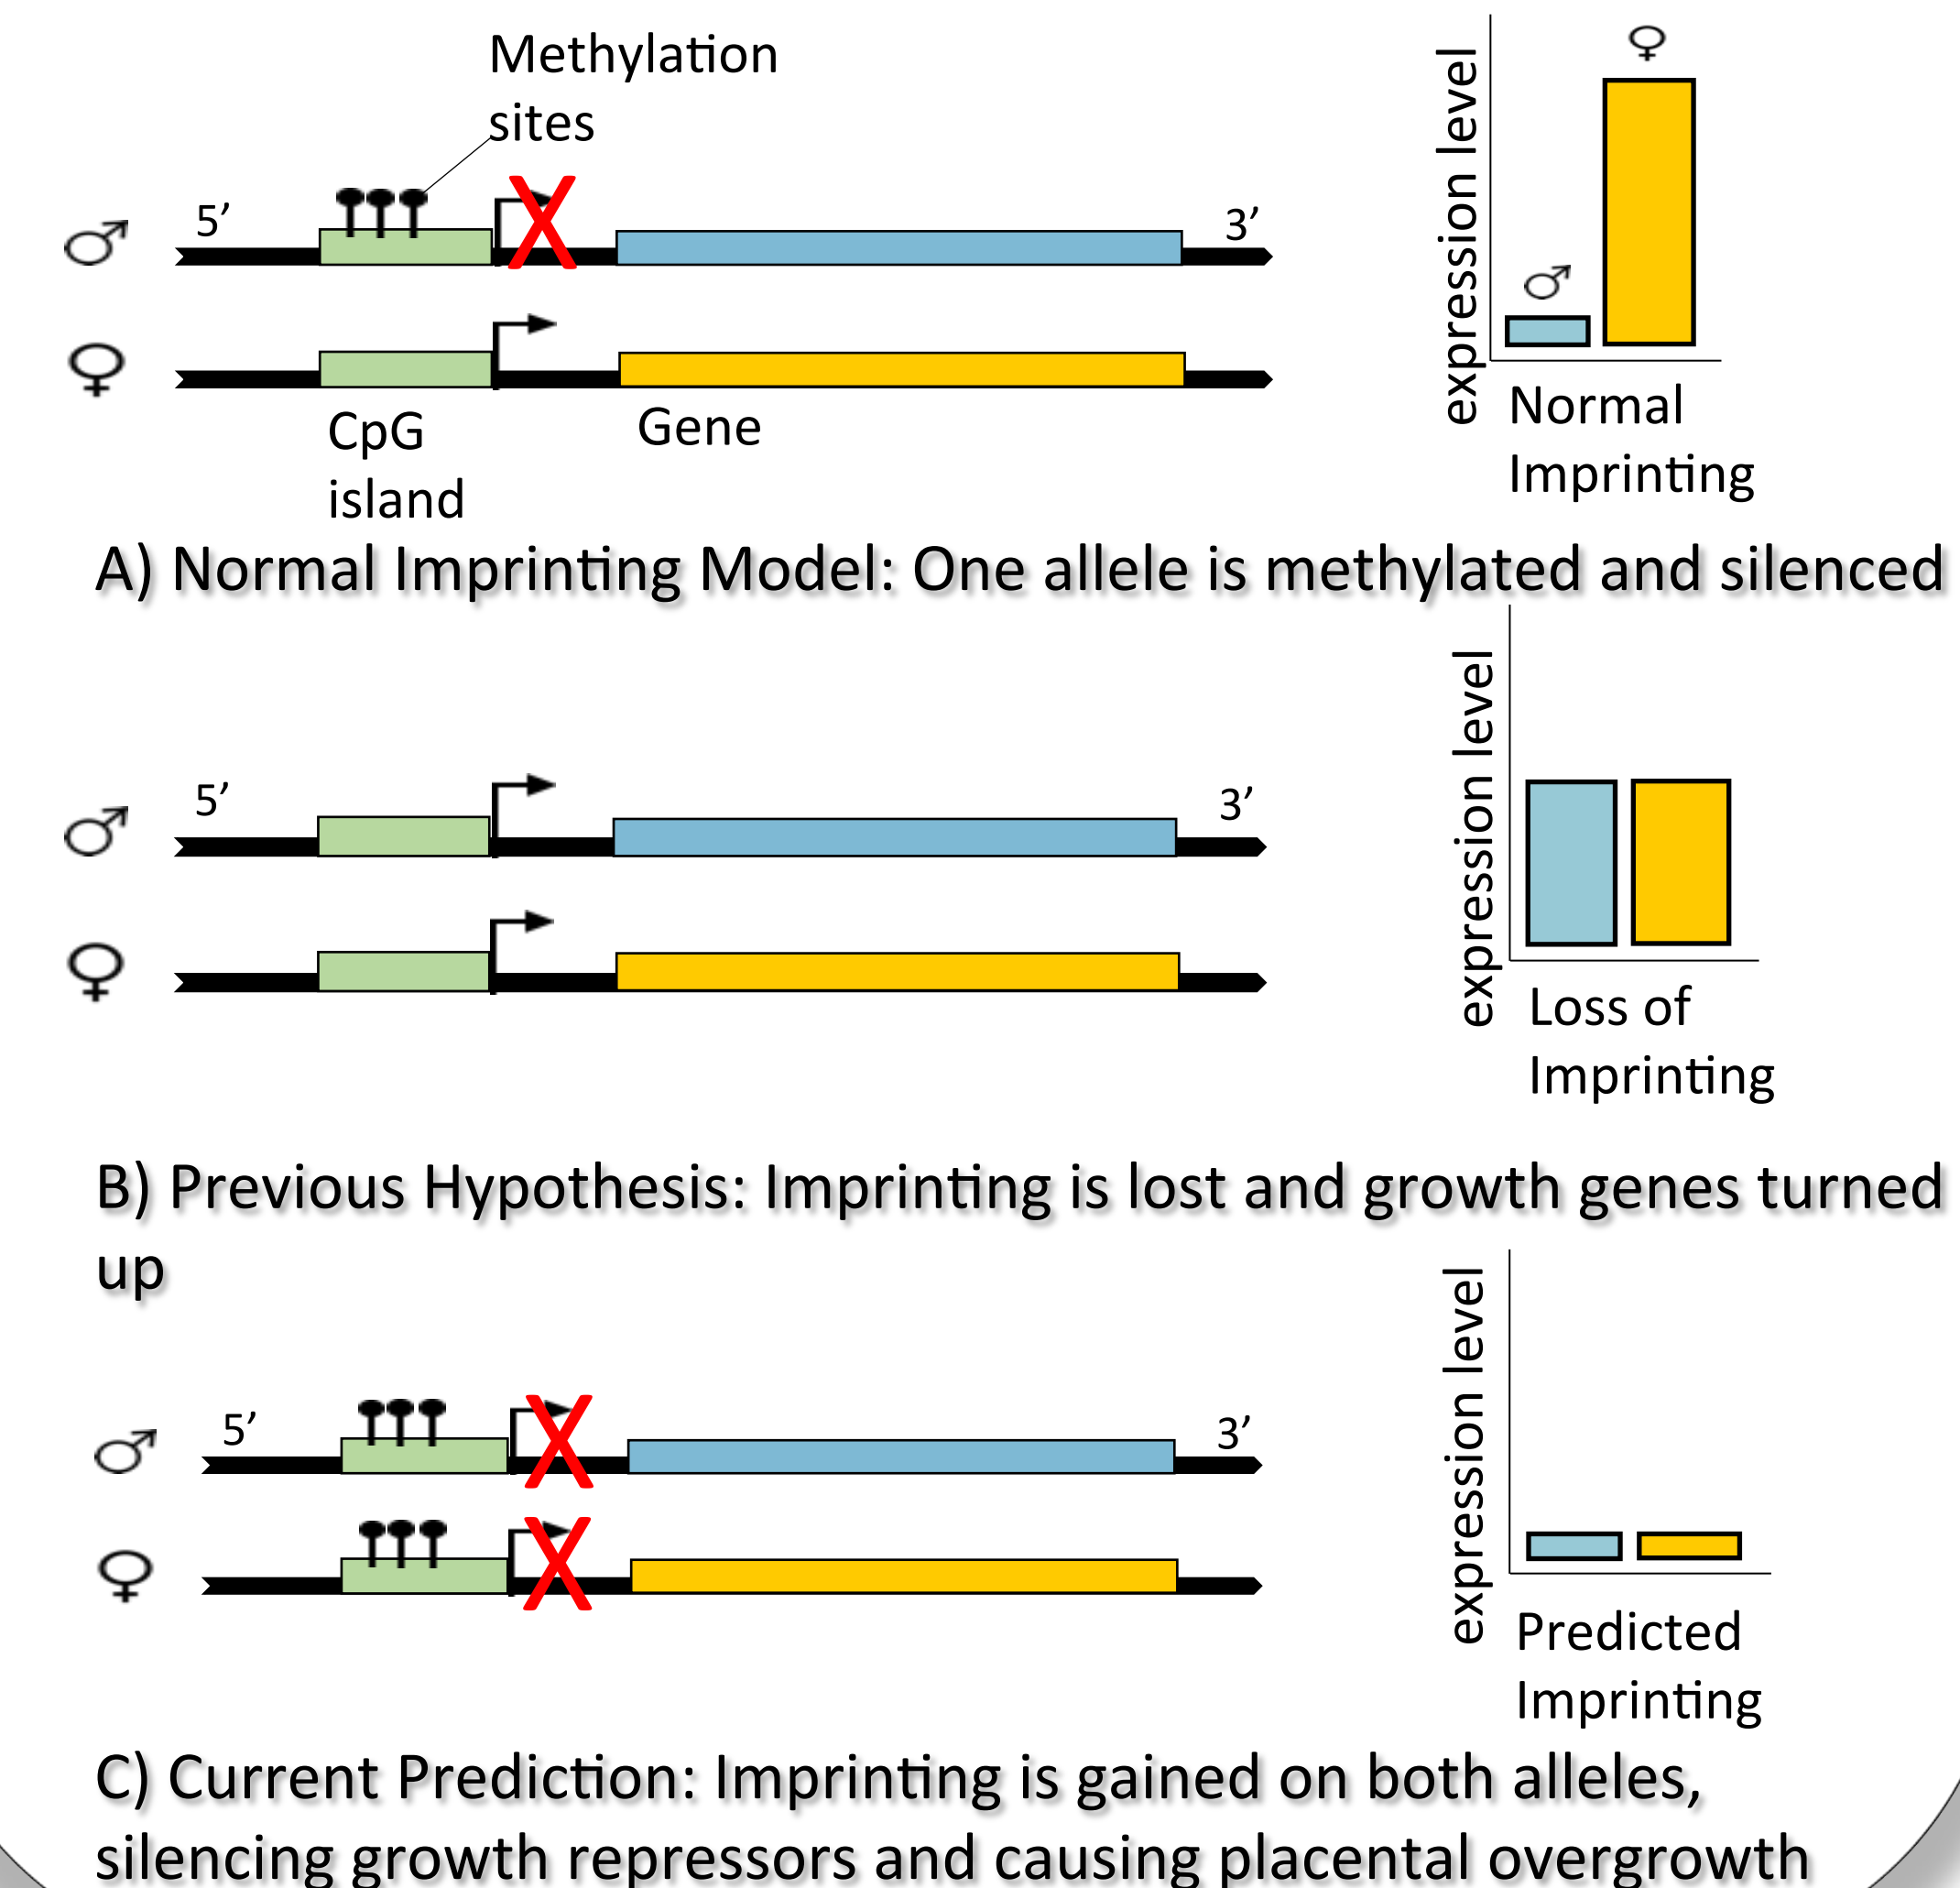 Methylation
sites
5’
3’
CpG
island
Gene
expression level
♂
♀
♂
♀
Normal
Imprinting
A) Normal Imprinting Model: One allele is methylated and silenced
5’
3’
♂
♀
expression level
Loss of
Imprinting
B) Previous Hypothesis: Imprinting is lost and growth genes turned
up
5’
3’
♂
♀
expression level
Predicted
Imprinting
C) Current Prediction: Imprinting is gained on both alleles,
silencing growth repressors and causing placental overgrowth